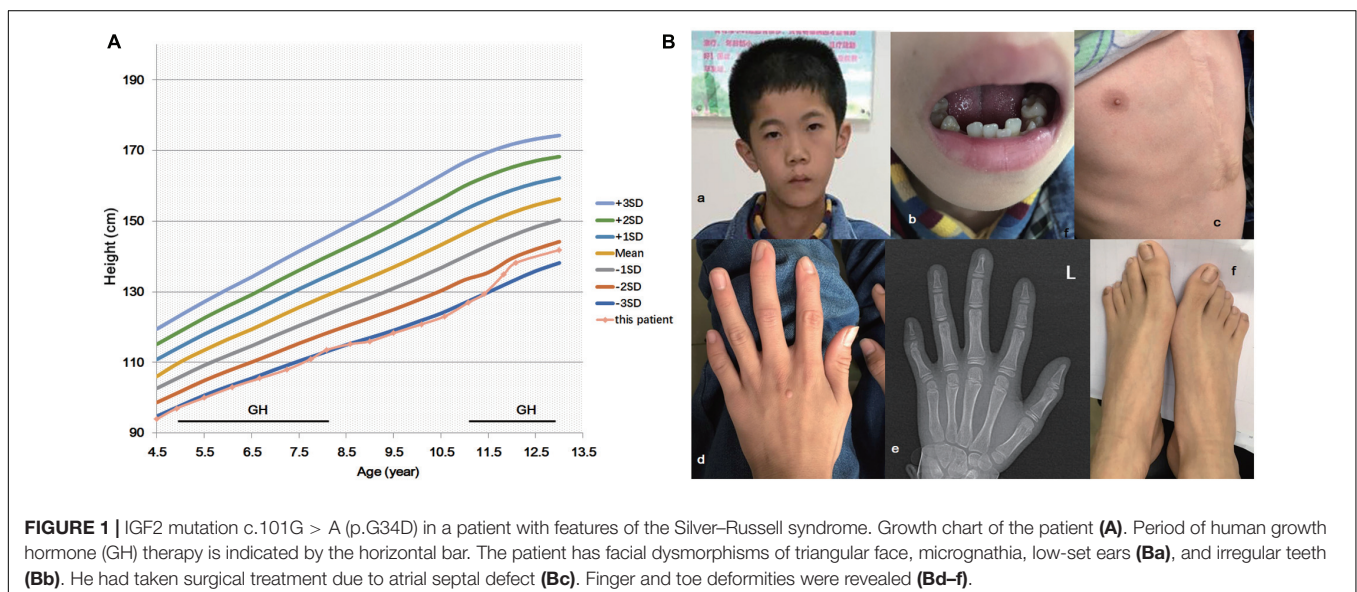 A
B
190
170
150
130
110
90
Height (cm)
4.5 5.5 6.5 7.5 8.5 9.5 10.5 11.5 12.5 13.5
Age (year)
GH
GH
+3SD
+2SD
+1SD
Mean
-1SD
-2SD
-3SD
this patient
a
b
f
c
d
e
L
f
FIGURE 1 | IGF2 mutation c.101G > A (p.G34D) in a patient with features of the Silver–Russell syndrome. Growth chart of the patient (A). Period of human growth
hormone (GH) therapy is indicated by the horizontal bar. The patient has facial dysmorphisms of triangular face, micrognathia, low-set ears (Ba), and irregular teeth
(Bb). He had taken surgical treatment due to atrial septal defect (Bc). Finger and toe deformities were revealed (Bd–f).